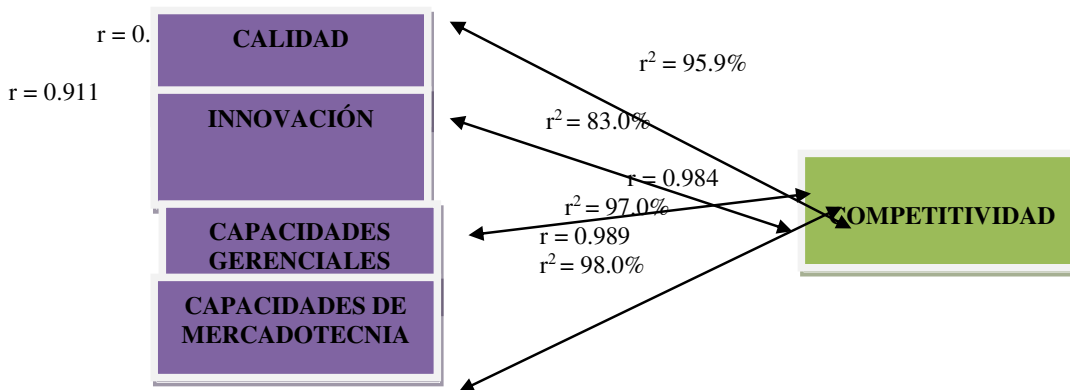 r = 0.
CALIDAD
r² = 95.9%
r = 0.911
INNOVACIÓN
r² = 83.0%
r = 0.984
r² = 97.0%
CAPACIDADES
GERENCIALES
r = 0.989
r² = 98.0%
CAPACIDADES DE
MERCADOTECNIA
COMPETITIVIDAD